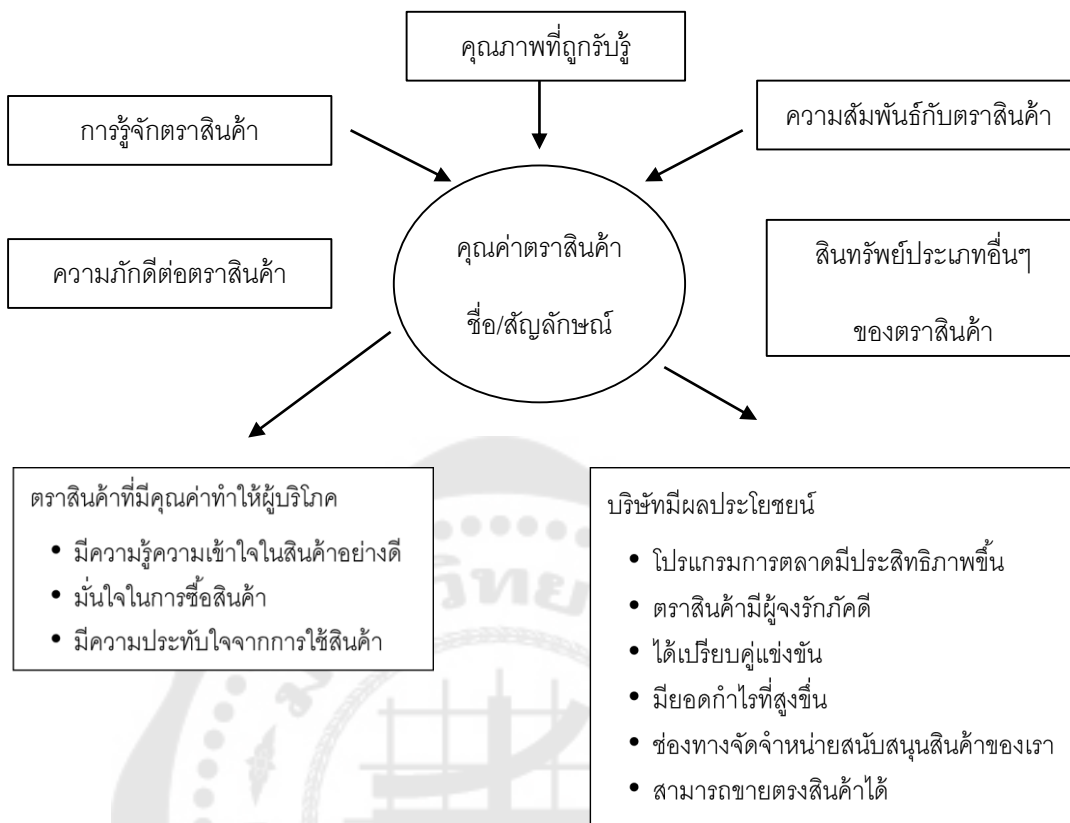 คุณภาพที่ถูกรับรู้
การรู้จักตราสินค้า
ความสัมพันธ์กับตราสินค้า
คุณค่าตราสินค้า
ชื่อ/สัญลักษณ์
ความภักดีต่อตราสินค้า
สินทรัพย์ประเภทอื่นๆ
ของตราสินค้า
ตราสินค้าที่มีคุณค่าทำให้ผู้บริโภค
• มีความรู้ความเข้าใจในสินค้าอย่างดี
• มั่นใจในการซื้อสินค้า
• มีความประทับใจจากการใช้สินค้า
บริษัทมีผลประโยชยน์
• โปรแกรมการตลาดมีประสิทธิภาพขึ้น
• ตราสินค้ามีผู้จงรักภัคดี
• ได้เปรียบคู่แข่งขัน
• มียอดกำไรที่สูงขึ่น
• ช่องทางจัดจำหน่ายสนับสนุนสินค้าของเรา
• สามารถขายตรงสินค้าได้